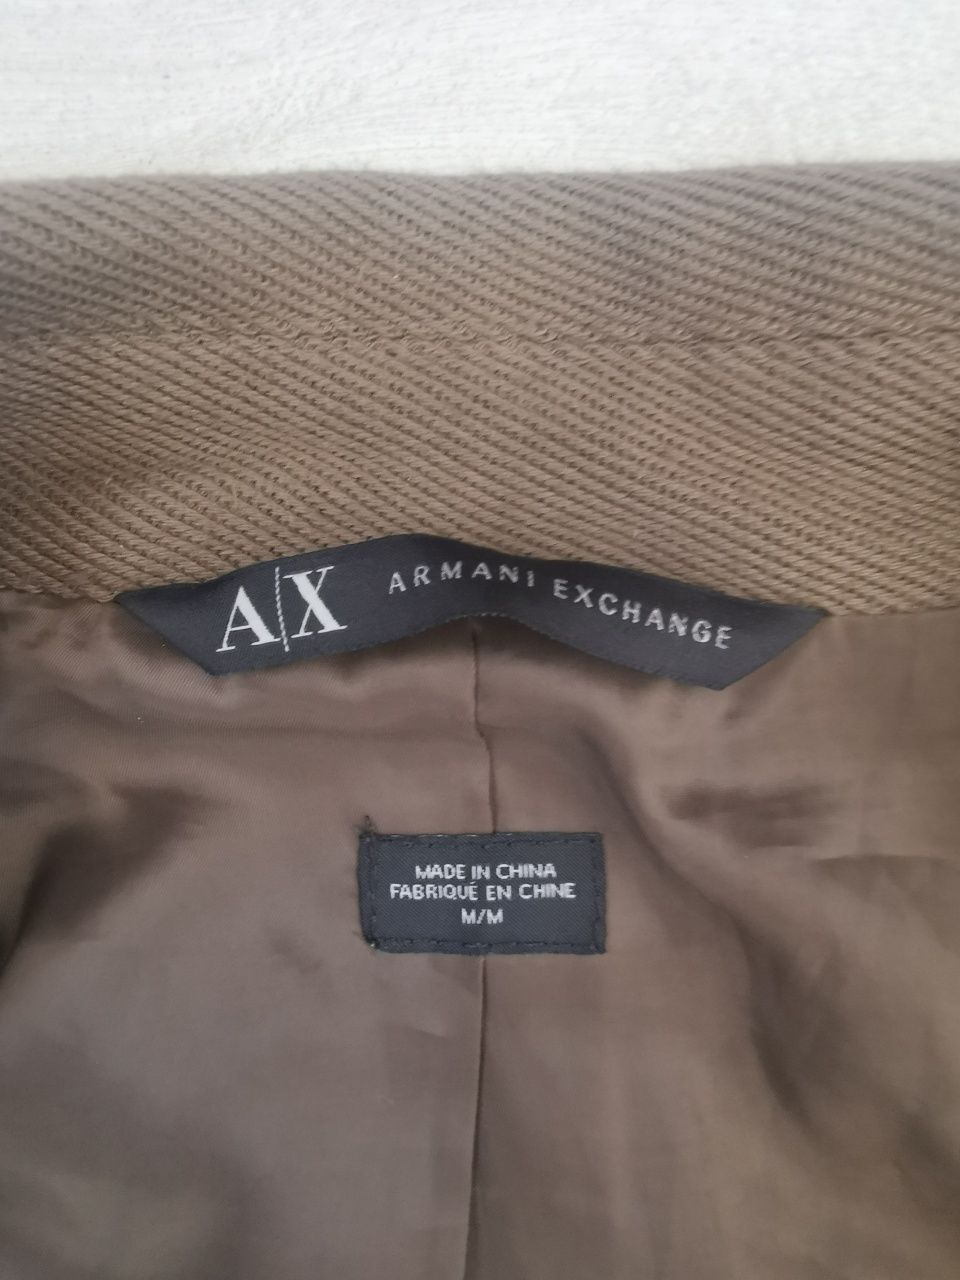 A|X ARMANI EXCHANGE
MADE IN CHINA
FABRIQUÉ EN CHINE
M/M